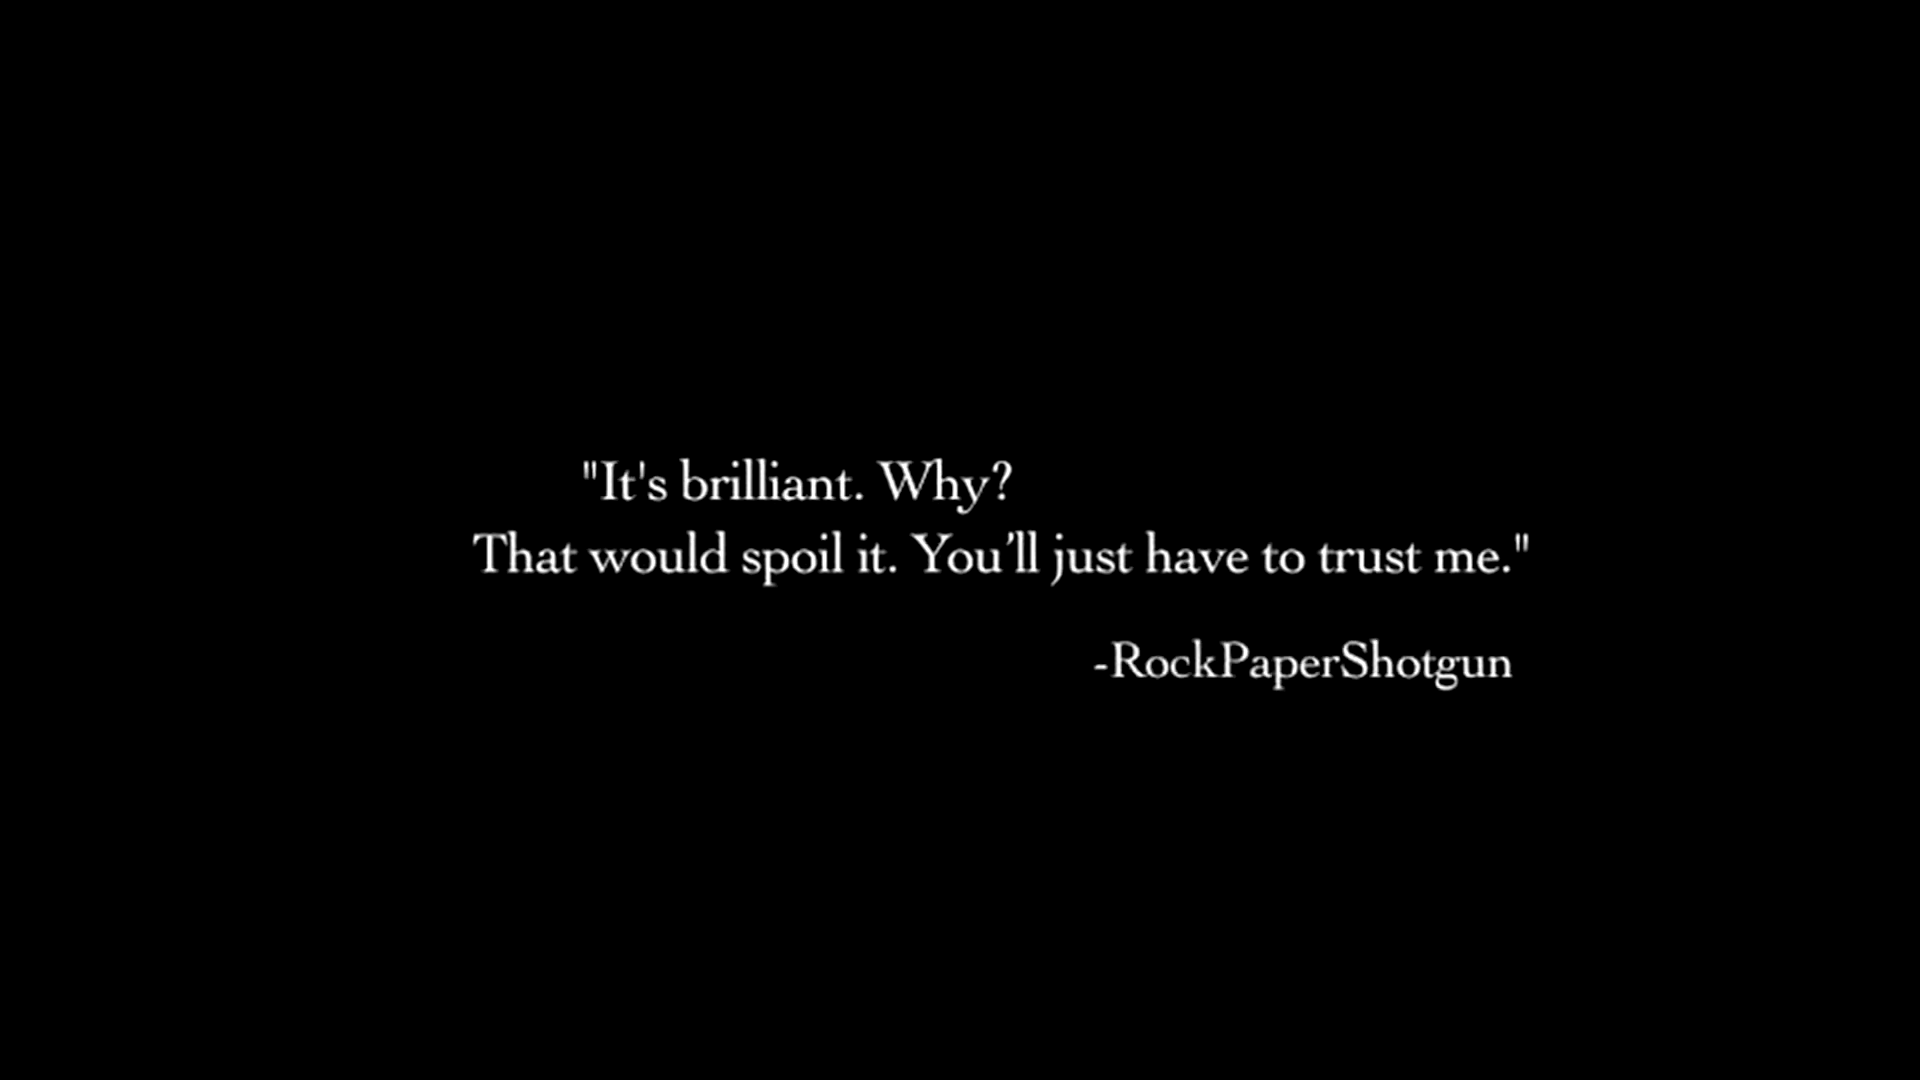 "It's brilliant. Why?
That would spoil it. You’ll just have to trust me."
-RockPaperShotgun